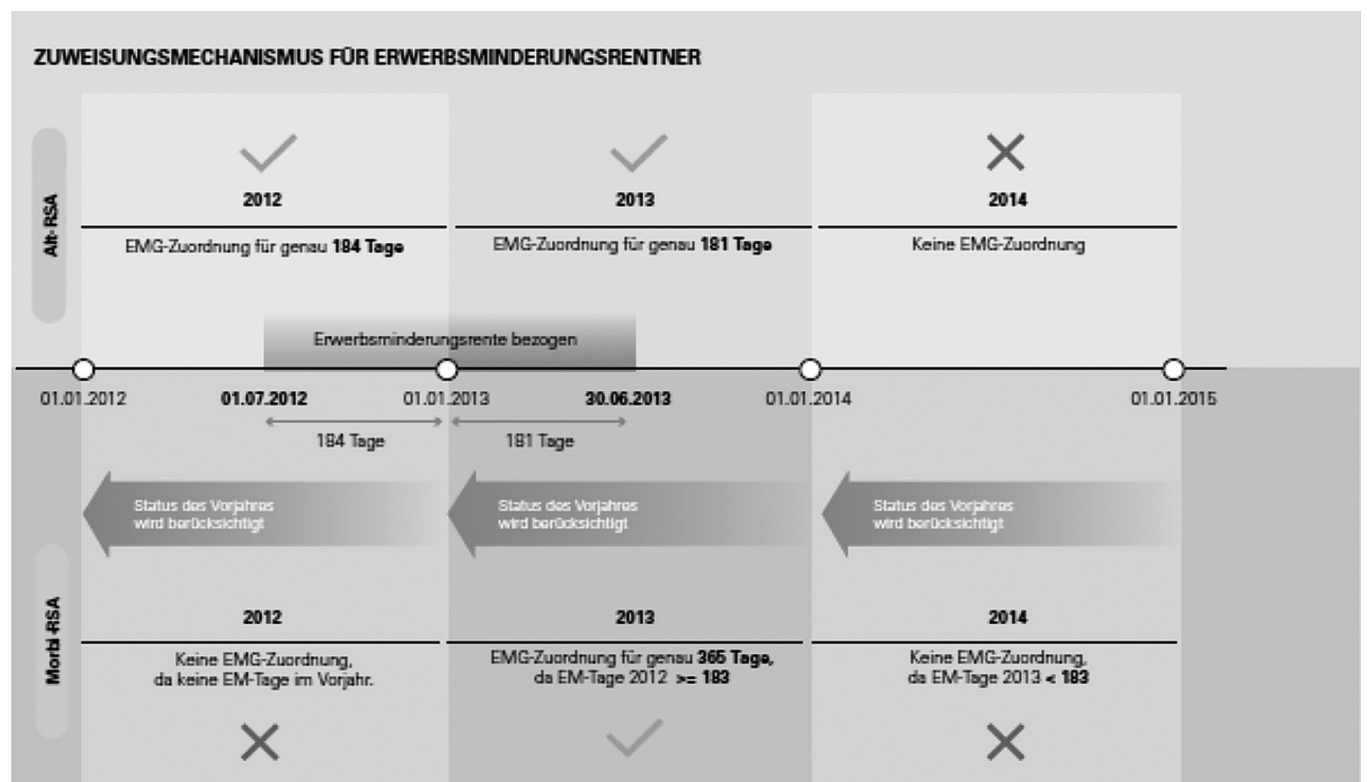 ZUWEISUNGSMECHANISMUS FÜR ERWERBSMINDERUNGSRENTNER
Alt-RSA
2012
EMG-Zuordnung für genau 184 Tage
2013
EMG-Zuordnung für genau 181 Tage
2014
Keine EMG-Zuordnung
Erwerbsminderungsrente bezogen
01.01.2012
01.07.2012
01.01.2013
30.06.2013
01.01.2014
01.01.2015
184 Tage
181 Tage
Status des Vorjahres
wird berücksichtigt
Status des Vorjahres
wird berücksichtigt
Status des Vorjahres
wird berücksichtigt
Morbi-RSA
2012
Keine EMG-Zuordnung,
da keine EM-Tage im Vorjahr.
2013
EMG-Zuordnung für genau 365 Tage,
da EM-Tage 2012 >= 183
2014
Keine EMG-Zuordnung,
da EM-Tage 2013 < 183